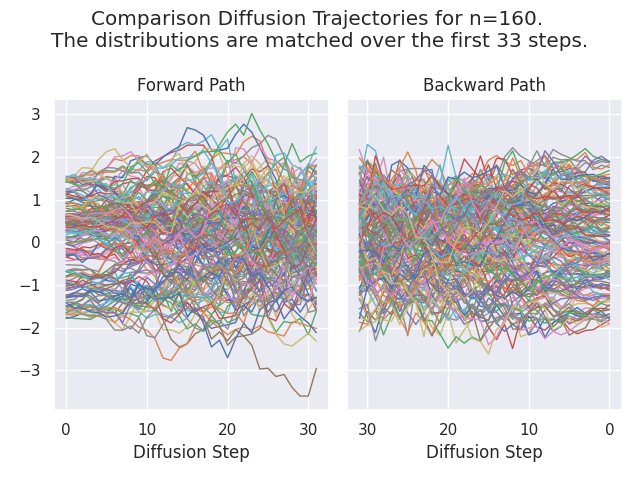 Comparison Diffusion Trajectories for n=160.
The distributions are matched over the first 33 steps.
Forward Path
Backward Path
3
2
1
0
−1
−2
−3
0 10 20 30
30 20 10 0
Diffusion Step
Diffusion Step